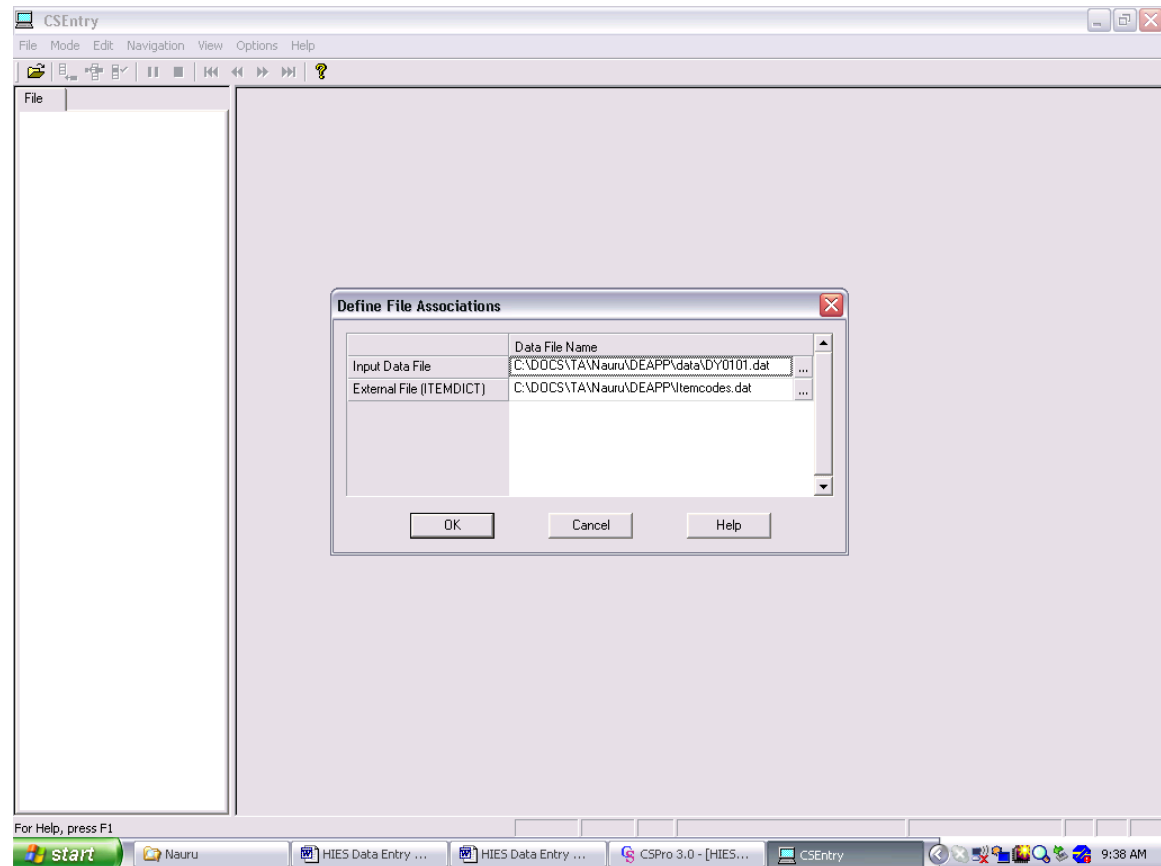 CSEntry
File Mode Edit Navigation View Options Help
File
Define File Associations
Data File Name
Input Data File C:\DOCS\TA\Nauru\DEAPP\data\DY0101.dat ...
External File (ITEMDICT) C:\DOCS\TA\Nauru\DEAPP\Itemcodes.dat ...
OK Cancel Help
For Help, press F1
start Nauru HIES Data Entry ... HIES Data Entry ... CSPro 3.0 - [HIES... CSEntry 9:38 AM